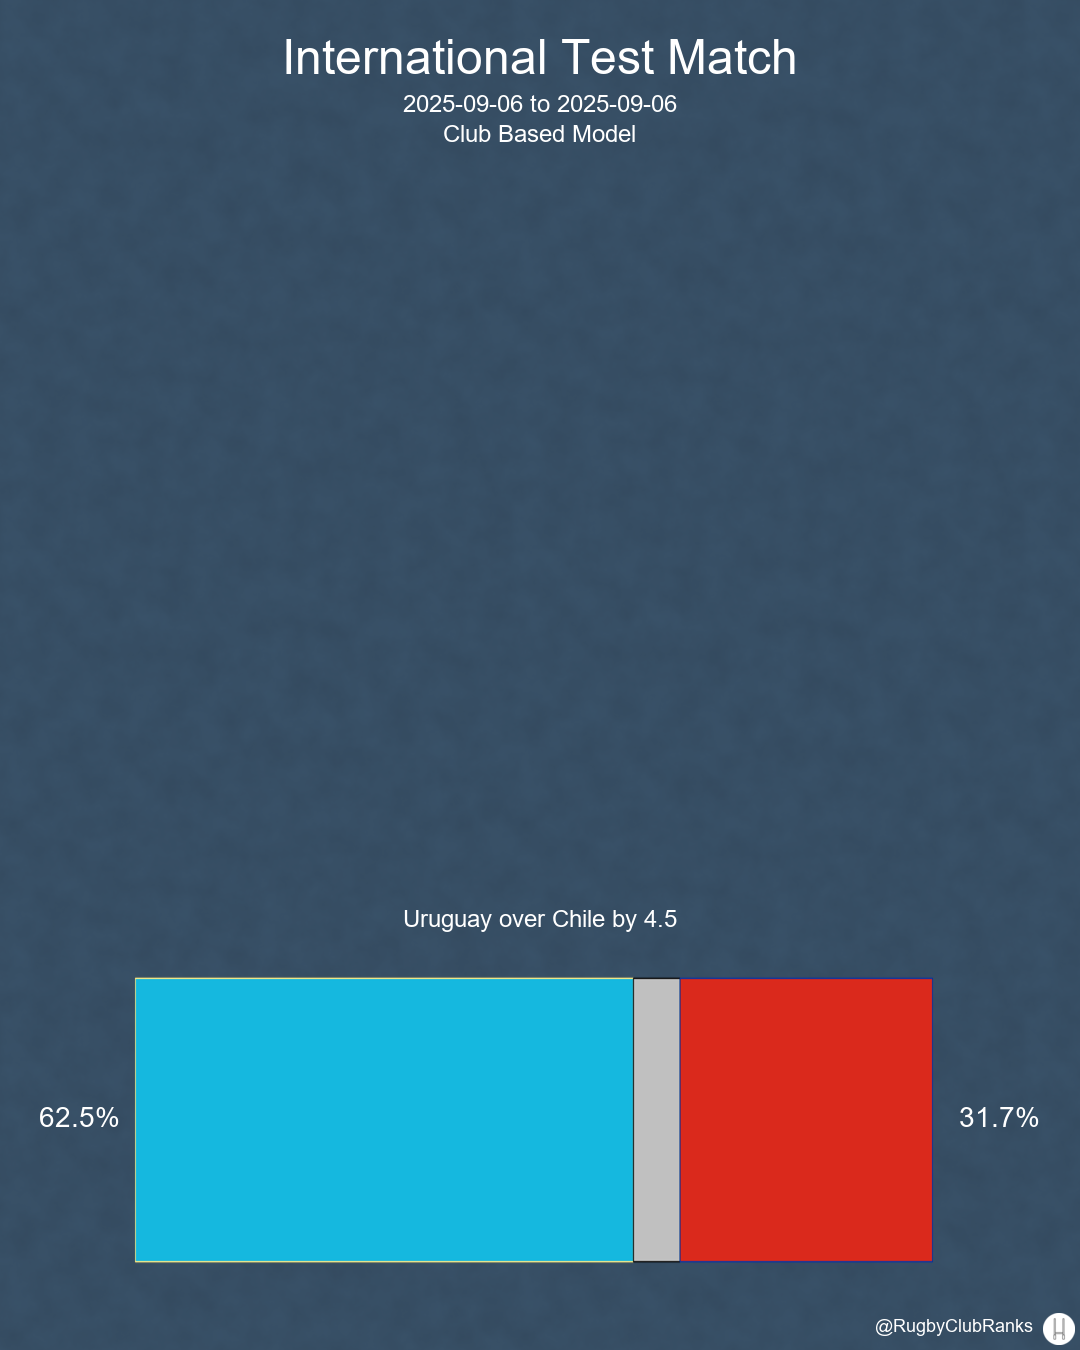 International Test Match
2025-09-06 to 2025-09-06
Club Based Model
Uruguay over Chile by 4.5
62.5%
31.7%
@RugbyClubRanks